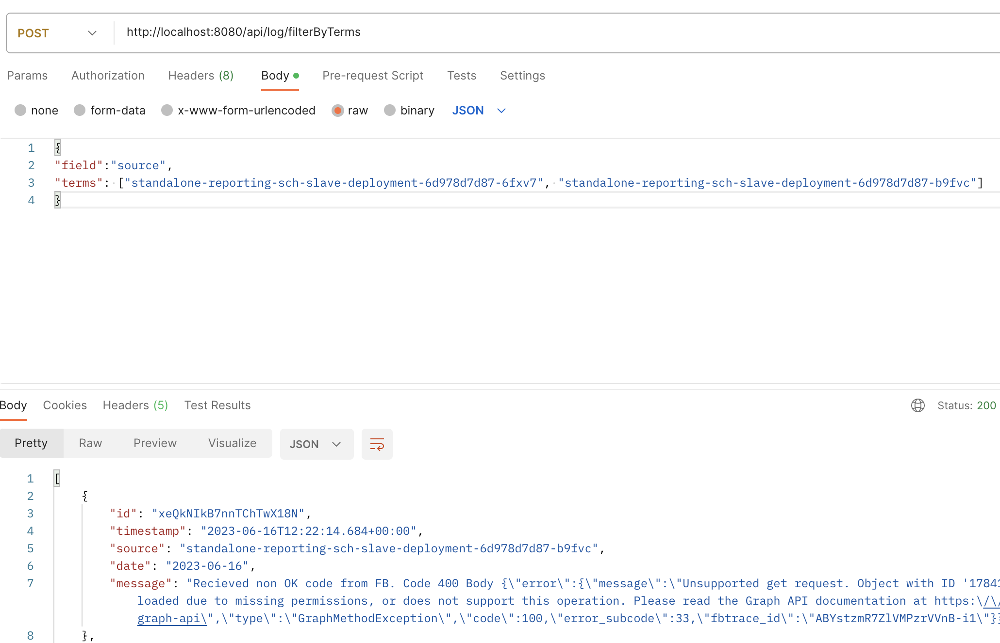 POST http://localhost:8080/api/log/filterByTerms
Params Authorization Headers (8) Body Pre-request Script Tests Settings
none form-data x-www-form-urlencoded raw binary JSON
1 {
2 "field":"source",
3 "terms": ["standalone-reporting-sch-slave-deployment-6d978d7d87-6fxv7", "standalone-reporting-sch-slave-deployment-6d978d7d87-b9fvc"]
4 }
Body Cookies Headers (5) Test Results Status: 200
Pretty Raw Preview Visualize JSON
1 [
2 {
3 "id": "xeQkNIkB7nnTChTwX18N",
4 "timestamp": "2023-06-16T12:22:14.684+00:00",
5 "source": "standalone-reporting-sch-slave-deployment-6d978d7d87-b9fvc",
6 "date": "2023-06-16",
7 "message": "Recieved non OK code from FB. Code 400 Body {\"error\":{\"message\":\"Unsupported get request. Object with ID '17841
loaded due to missing permissions, or does not support this operation. Please read the Graph API documentation at https:\/\/
graph-api\",\"type\":\"GraphMethodException\",\"code\":100,\"error_subcode\":33,\"fbtrace_id\":\"ABYstzmR7ZlVMPzrVVnB-i1\"}}
8 },